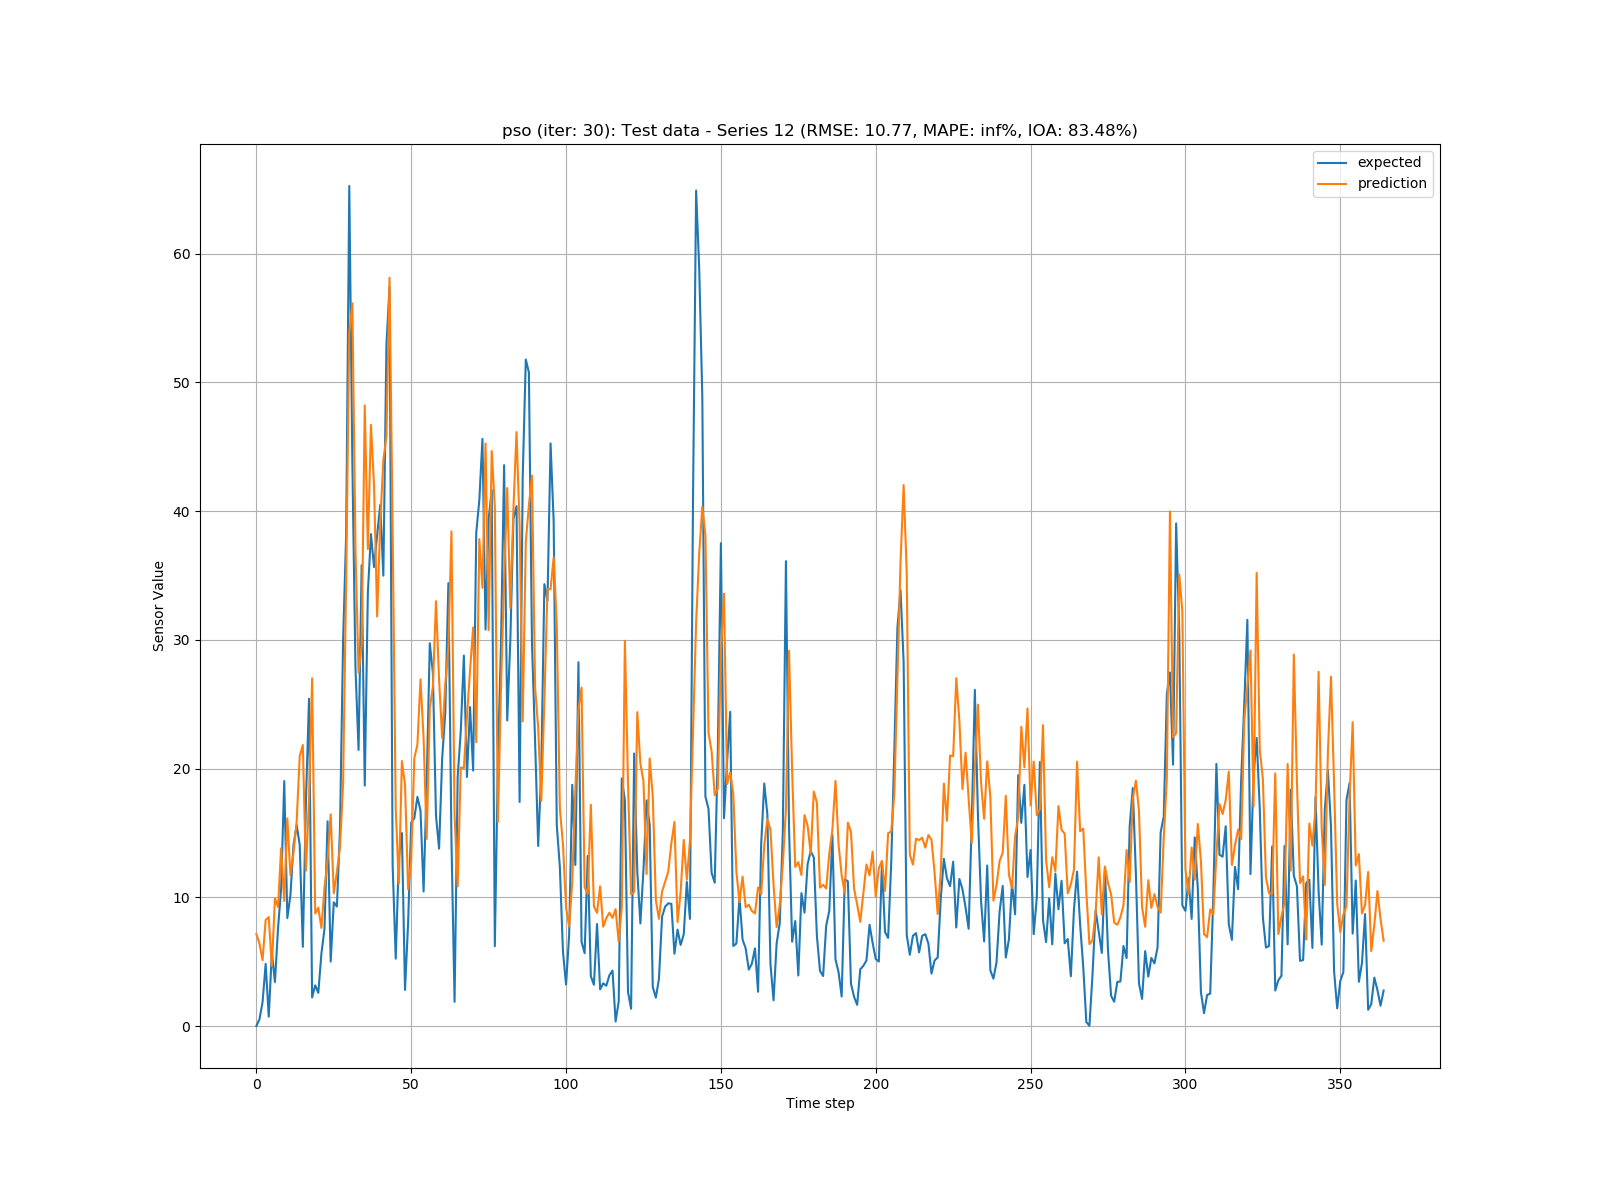 pso (iter: 30): Test data - Series 12 (RMSE: 10.77, MAPE: inf%, IOA: 83.48%)
expected
prediction
60
50
40
30
20
10
0
Sensor Value
0 50 100 150 200 250 300 350
Time step